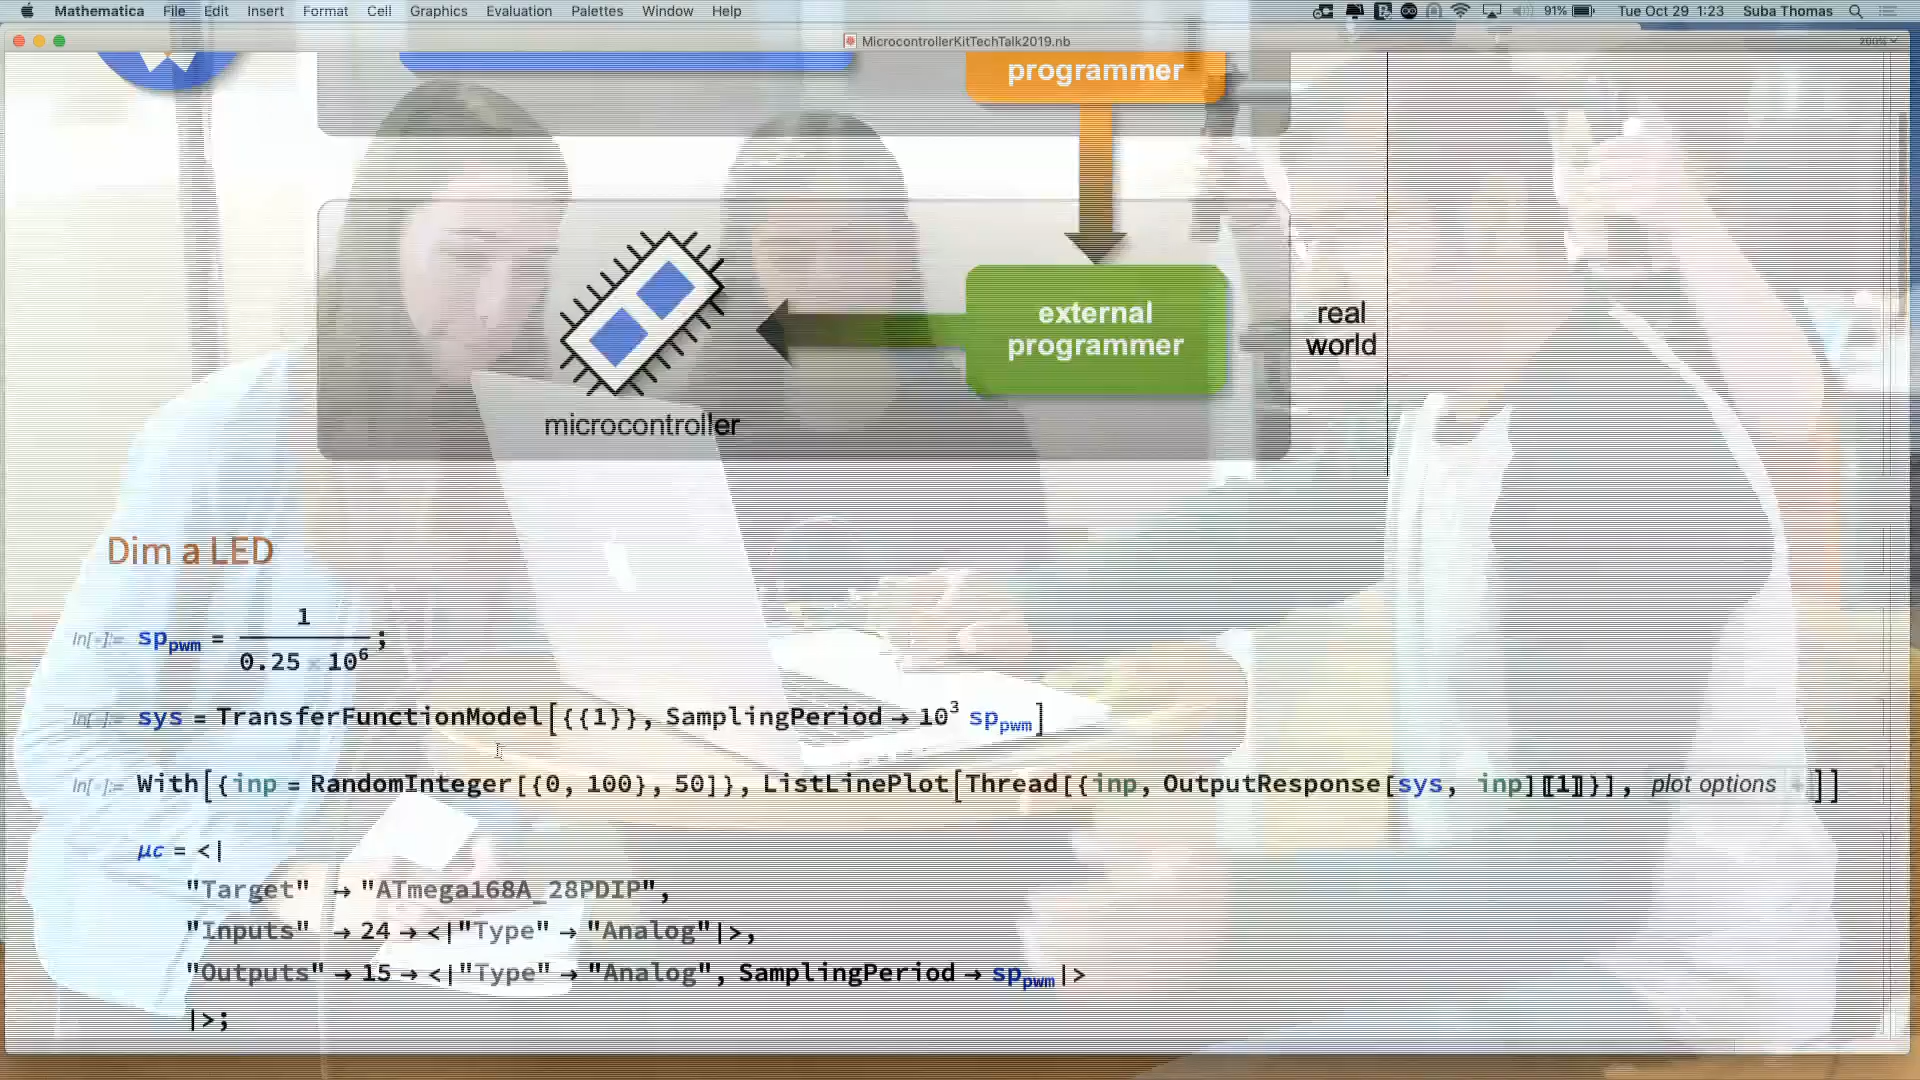 Mathematica File Edit Insert Format Cell Graphics Evaluation Palettes Window Help 91% Tue Oct 29 1:23 Suba Thomas
MicrocontrollerKitTechTalk2019.nb 200%
programmer
external
programmer
real
world
microcontroller
Dim a LED
In[-]:= sp_pwm = 1 / (0.25 × 10^6);
In[-]:= sys = TransferFunctionModel[{{1}}, SamplingPeriod → 10^3 sp_pwm]
In[-]:= With[{inp = RandomInteger[{0, 100}, 50]}, ListLinePlot[Thread[{inp, OutputResponse[sys, inp]⟦1⟧}], plot options]]
μc = <|
"Target" → "ATmega168A_28PDIP",
"Inputs" → 24 → <|"Type" → "Analog"|>,
"Outputs" → 15 → <|"Type" → "Analog", SamplingPeriod → sp_pwm|>
|>;